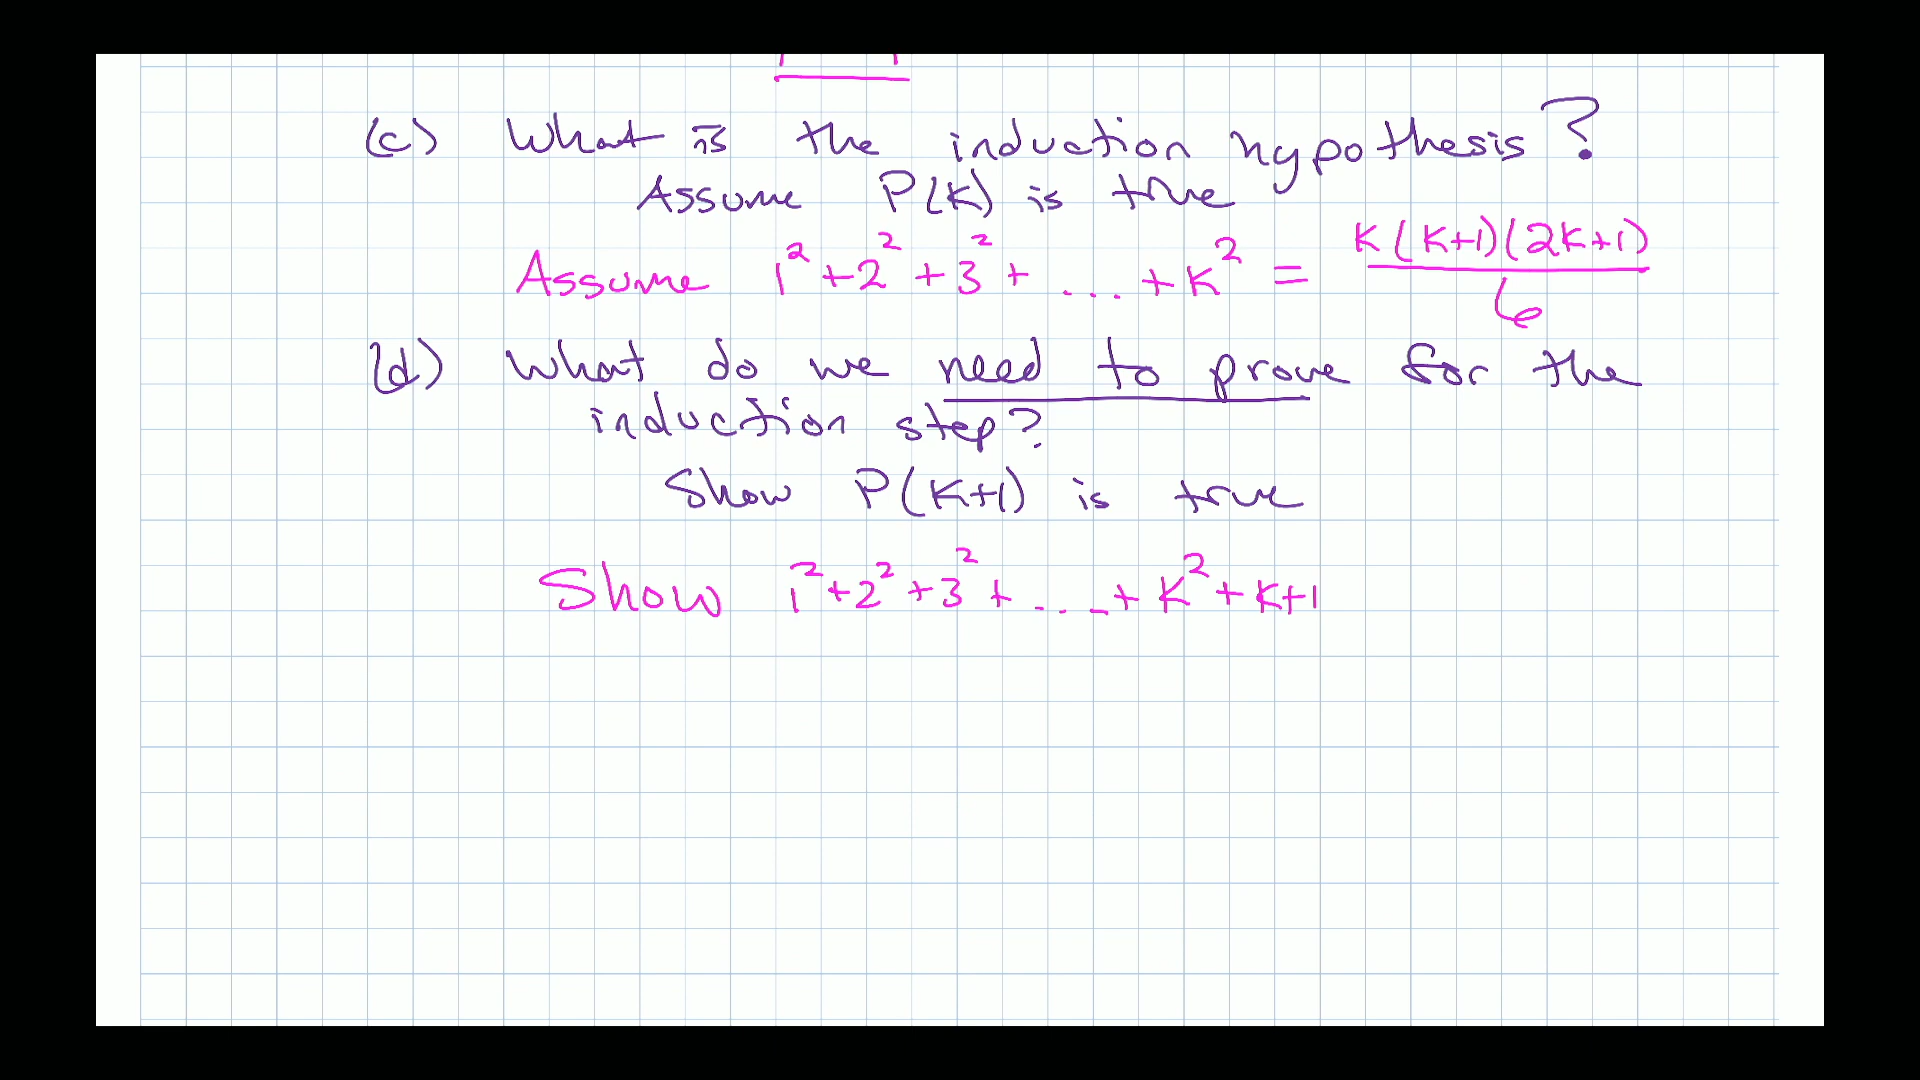 (c) What is the induction hypothesis?
Assume P(k) is true
Assume 1² + 2² + 3² + ... + k² = k(k+1)(2k+1) / 6
(d) What do we need to prove for the
induction step?
Show P(k+1) is true
Show 1² + 2² + 3² + ... + k² + k+1